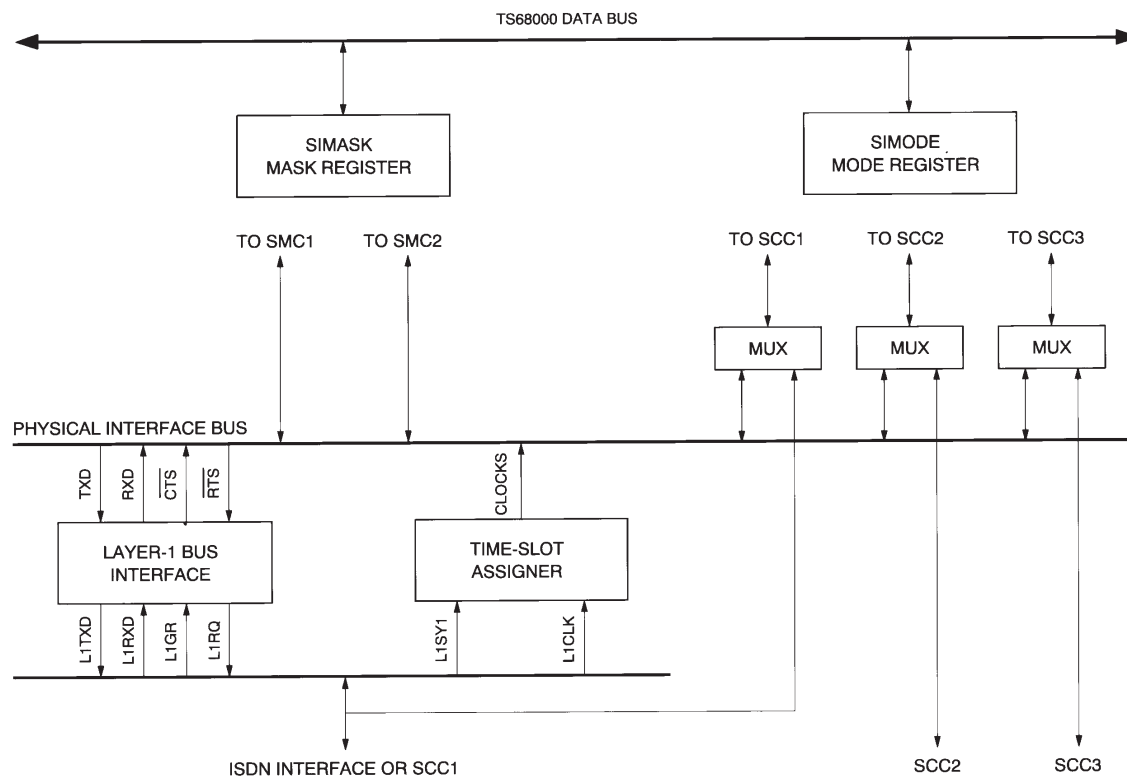 TS68000 DATA BUS
SIMASK
MASK REGISTER
SIMODE
MODE REGISTER
TO SMC1
TO SMC2
TO SCC1
TO SCC2
TO SCC3
MUX
MUX
MUX
PHYSICAL INTERFACE BUS
TXD
RXD
CTS
RTS
CLOCKS
LAYER-1 BUS
INTERFACE
TIME-SLOT
ASSIGNER
L1TXD
L1RXD
L1GR
L1RQ
L1SY1
L1CLK
ISDN INTERFACE OR SCC1
SCC2
SCC3